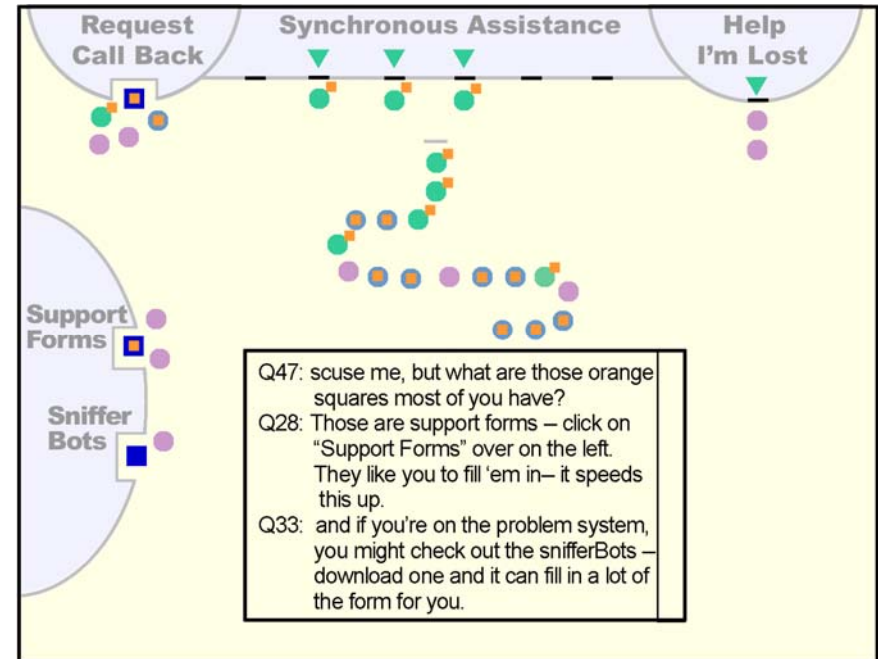 Request
Call Back
Synchronous Assistance
Help
I'm Lost
Support
Forms
Sniffer
Bots
Q47: scuse me, but what are those orange
squares most of you have?
Q28: Those are support forms – click on
"Support Forms" over on the left.
They like you to fill 'em in– it speeds
this up.
Q33: and if you're on the problem system,
you might check out the snifferBots –
download one and it can fill in a lot of
the form for you.